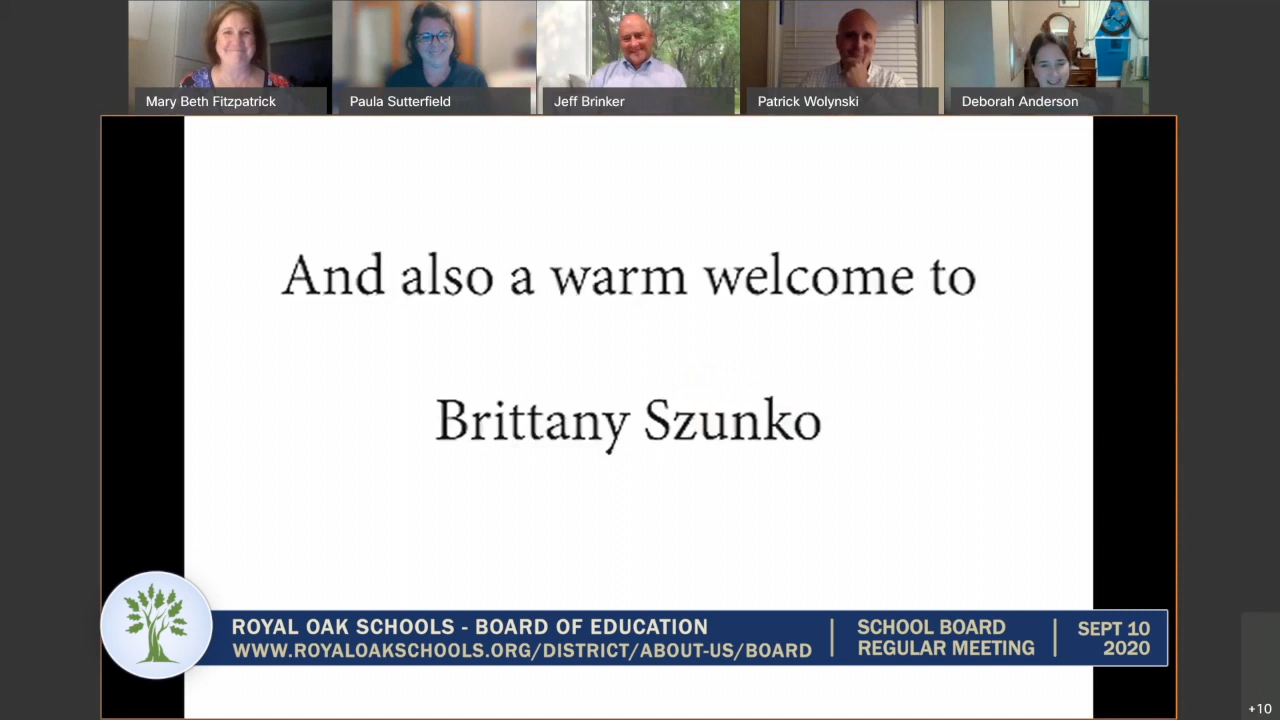 Mary Beth Fitzpatrick
Paula Sutterfield
Jeff Brinker
Patrick Wolynski
Deborah Anderson
And also a warm welcome to
Brittany Szunko
ROYAL OAK SCHOOLS - BOARD OF EDUCATION
WWW.ROYALOAKSCHOOLS.ORG/DISTRICT/ABOUT-US/BOARD
SCHOOL BOARD
REGULAR MEETING
SEPT 10
2020
+10